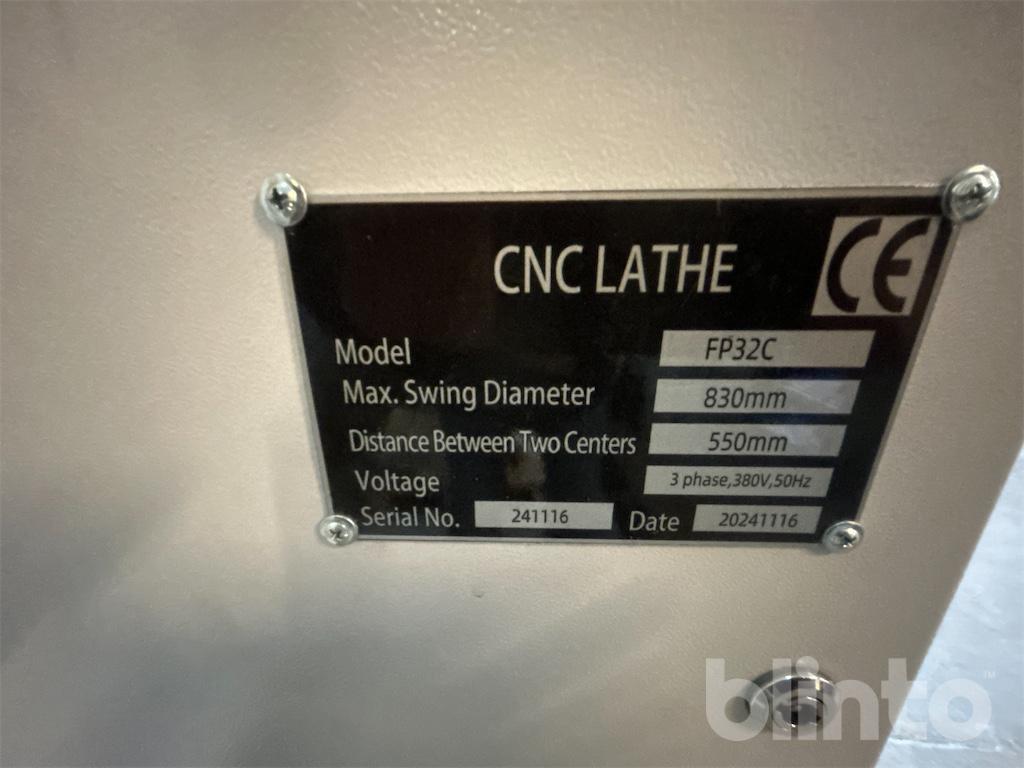 CNC LATHE CE
Model FP32C
Max. Swing Diameter 830mm
Distance Between Two Centers 550mm
Voltage 3 phase,380V,50Hz
Serial No. 241116 Date 20241116
blinto™